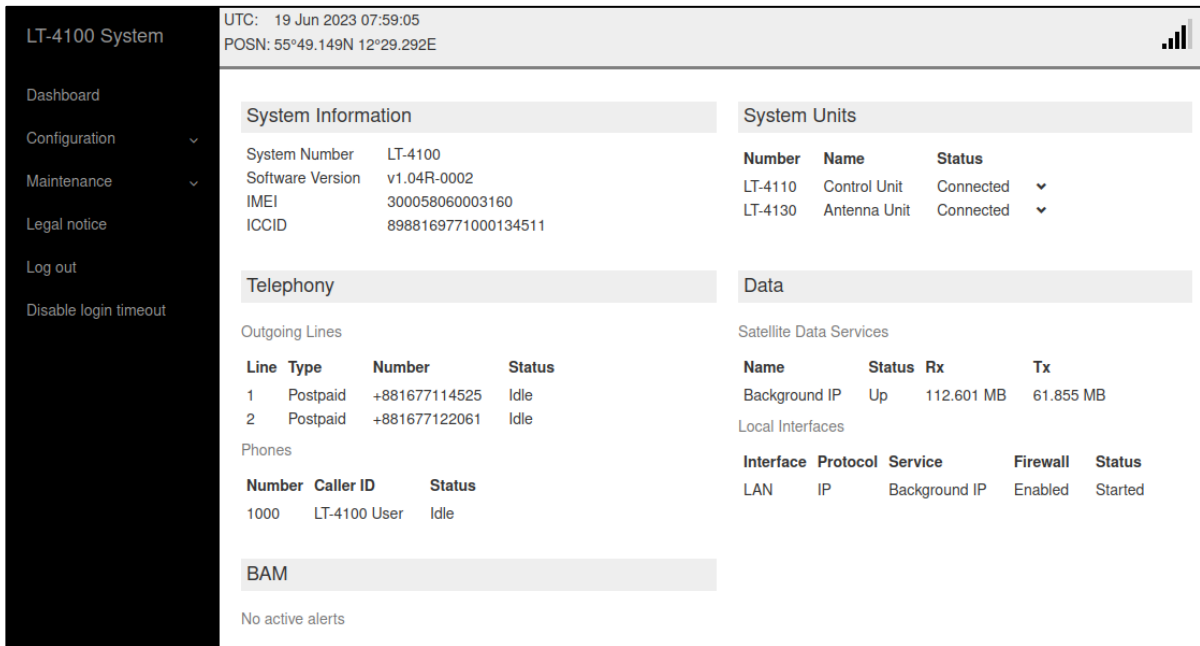 LT-4100 System
Dashboard
Configuration
Maintenance
Legal notice
Log out
Disable login timeout
UTC: 19 Jun 2023 07:59:05
POSN: 55°49.149N 12°29.292E
System Information
System Number LT-4100
Software Version v1.04R-0002
IMEI 300058060003160
ICCID 8988169771000134511
System Units
Number Name Status
LT-4110 Control Unit Connected
LT-4130 Antenna Unit Connected
Telephony
Outgoing Lines
Line Type Number Status
1 Postpaid +881677114525 Idle
2 Postpaid +881677122061 Idle
Phones
Number Caller ID Status
1000 LT-4100 User Idle
Data
Satellite Data Services
Name Status Rx Tx
Background IP Up 112.601 MB 61.855 MB
Local Interfaces
Interface Protocol Service Firewall Status
LAN IP Background IP Enabled Started
BAM
No active alerts